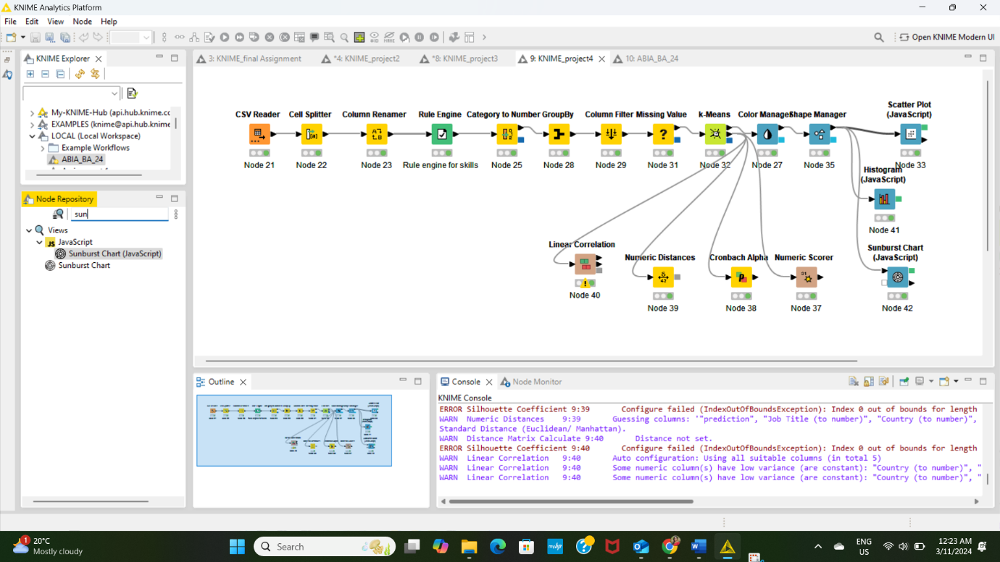 KNIME Analytics Platform
File Edit View Node Help
Open KNIME Modern UI
KNIME Explorer
My-KNIME-Hub (api.hub.knime.cc
EXAMPLES (knime@api.hub.knime
LOCAL (Local Workspace)
Example Workflows
ABIA_BA_24
Node Repository
sun
Views
JavaScript
Sunburst Chart (JavaScript)
Sunburst Chart
3: KNIME_final Assignment
*4: KNIME_project2
*8: KNIME_project3
9: KNIME_project4
10: ABIA_BA_24
CSV Reader
Node 21
Cell Splitter
Node 22
Column Renamer
Node 23
Rule Engine
Rule engine for skills
Category to Number
Node 25
GroupBy
Node 28
Column Filter
Node 29
Missing Value
Node 31
k-Means
Node 32
Color Manager
Node 27
Shape Manager
Node 35
Scatter Plot
(JavaScript)
Node 33
Histogram
(JavaScript)
Node 41
Sunburst Chart
(JavaScript)
Node 42
Linear Correlation
Node 40
Numeric Distances
Node 39
Cronbach Alpha
Node 38
Numeric Scorer
Node 37
Outline
Console
Node Monitor
KNIME Console
ERROR Silhouette Coefficient 9:39 Configure failed (IndexOutOfBoundsException): Index 0 out of bounds for length
WARN Numeric Distances 9:39 Guessing columns: '"prediction", "Job Title (to number)", "Country (to number)",
Standard Distance (Euclidean/ Manhattan).
WARN Distance Matrix Calculate 9:40 Distance not set.
ERROR Silhouette Coefficient 9:40 Configure failed (IndexOutOfBoundsException): Index 0 out of bounds for length
WARN Linear Correlation 9:40 Auto configuration: Using all suitable columns (in total 5)
WARN Linear Correlation 9:40 Some numeric column(s) have low variance (are constant): "Country (to number)", "
WARN Linear Correlation 9:40 Some numeric column(s) have low variance (are constant): "Country (to number)", "
1
20°C
Mostly cloudy
Search
ENG
US
12:23 AM
3/11/2024